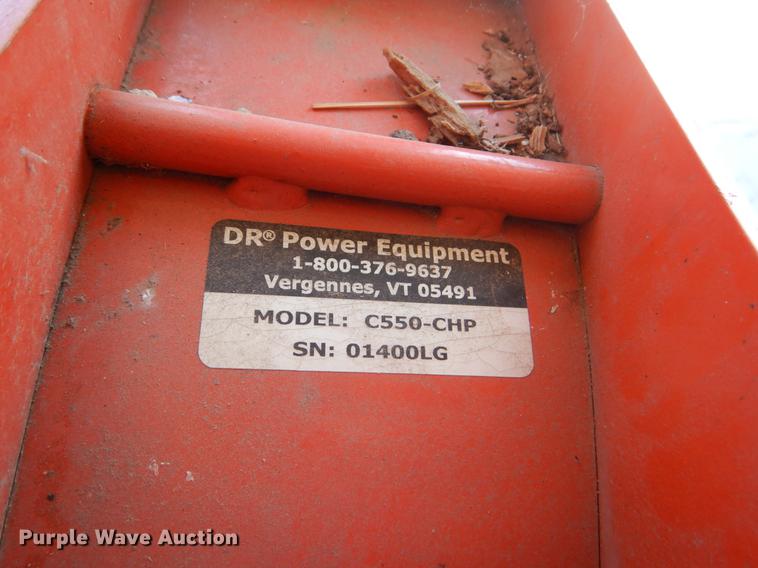 DR® Power Equipment
1-800-376-9637
Vergennes, VT 05491
MODEL: C550-CHP
SN: 01400LG
Purple Wave Auction